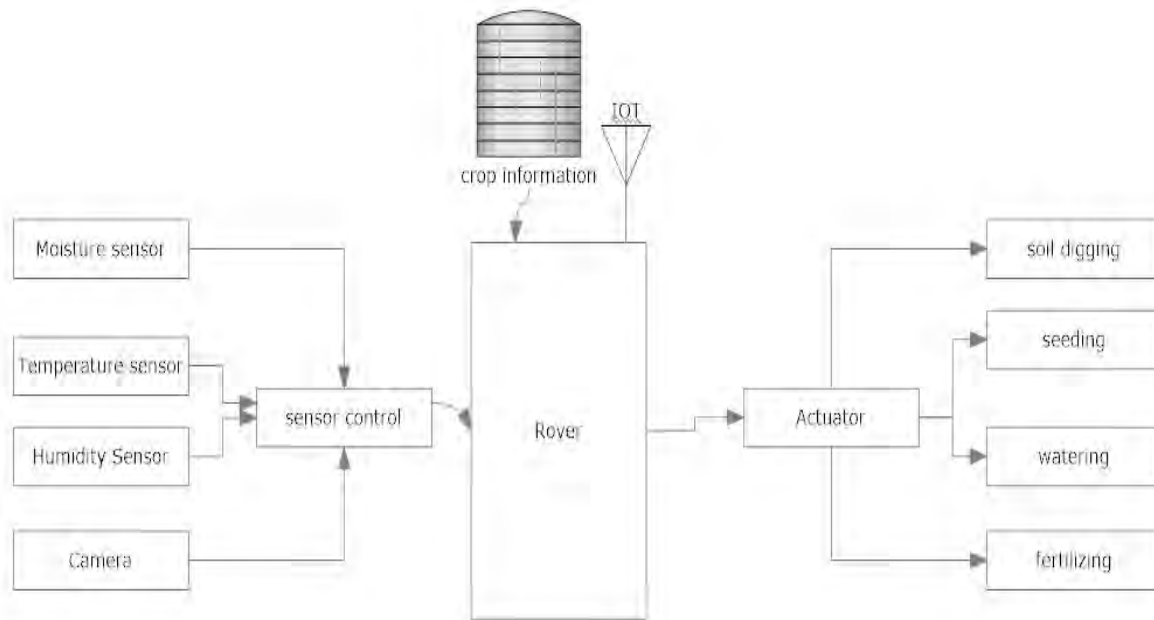 IOT
crop information
Moisture sensor
soil digging
Temperature sensor
seeding
sensor control
Rover
Actuator
Humidity Sensor
watering
Camera
fertilizing